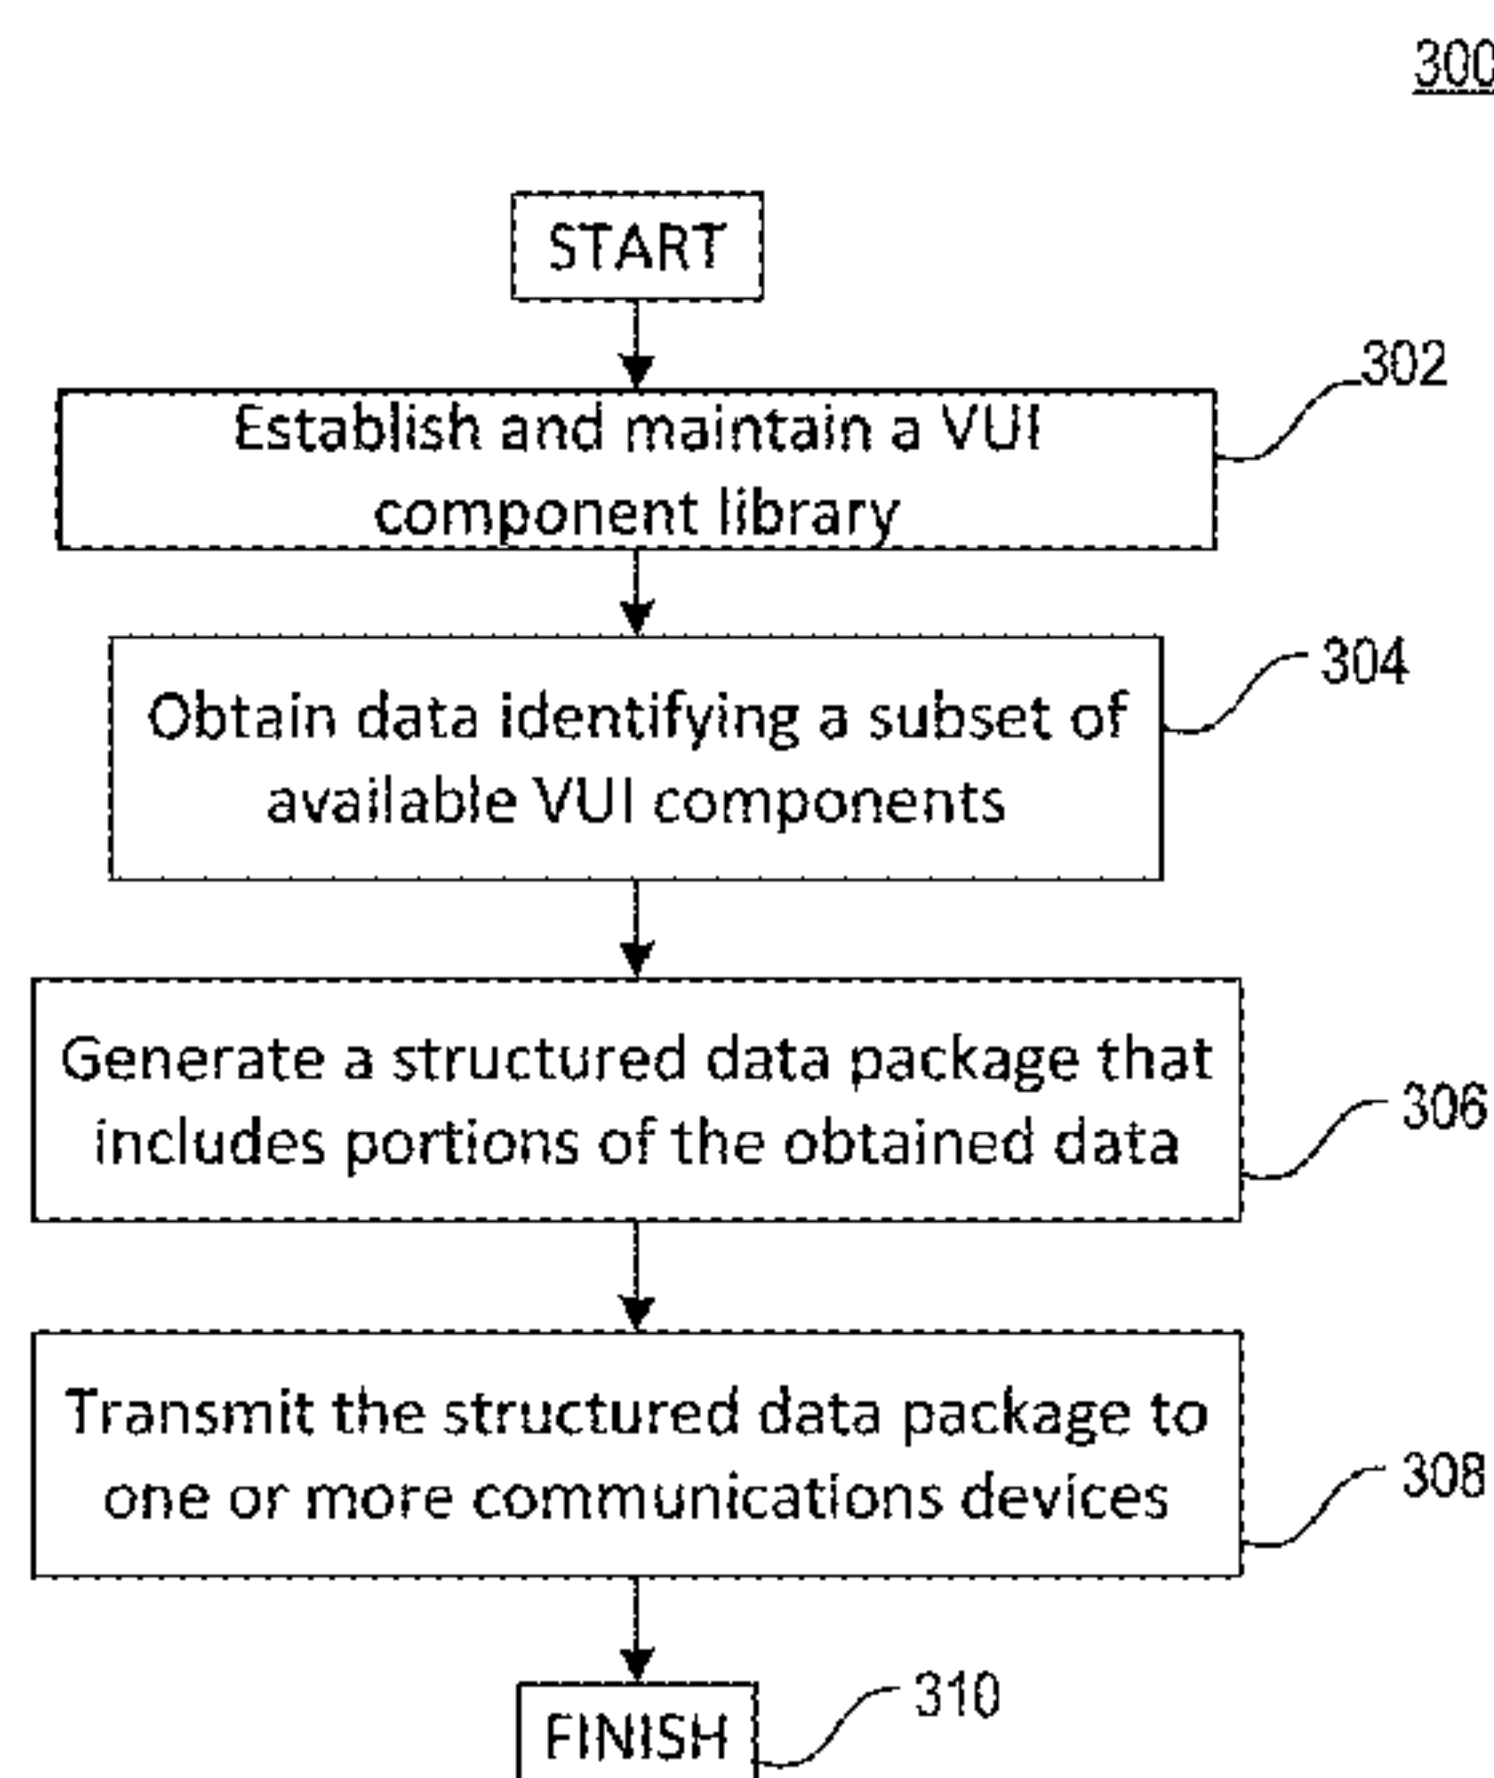 300
START
302
Establish and maintain a VUI
component library
304
Obtain data identifying a subset of
available VUI components
Generate a structured data package that
includes portions of the obtained data
306
Transmit the structured data package to
one or more communications devices
308
310
FINISH